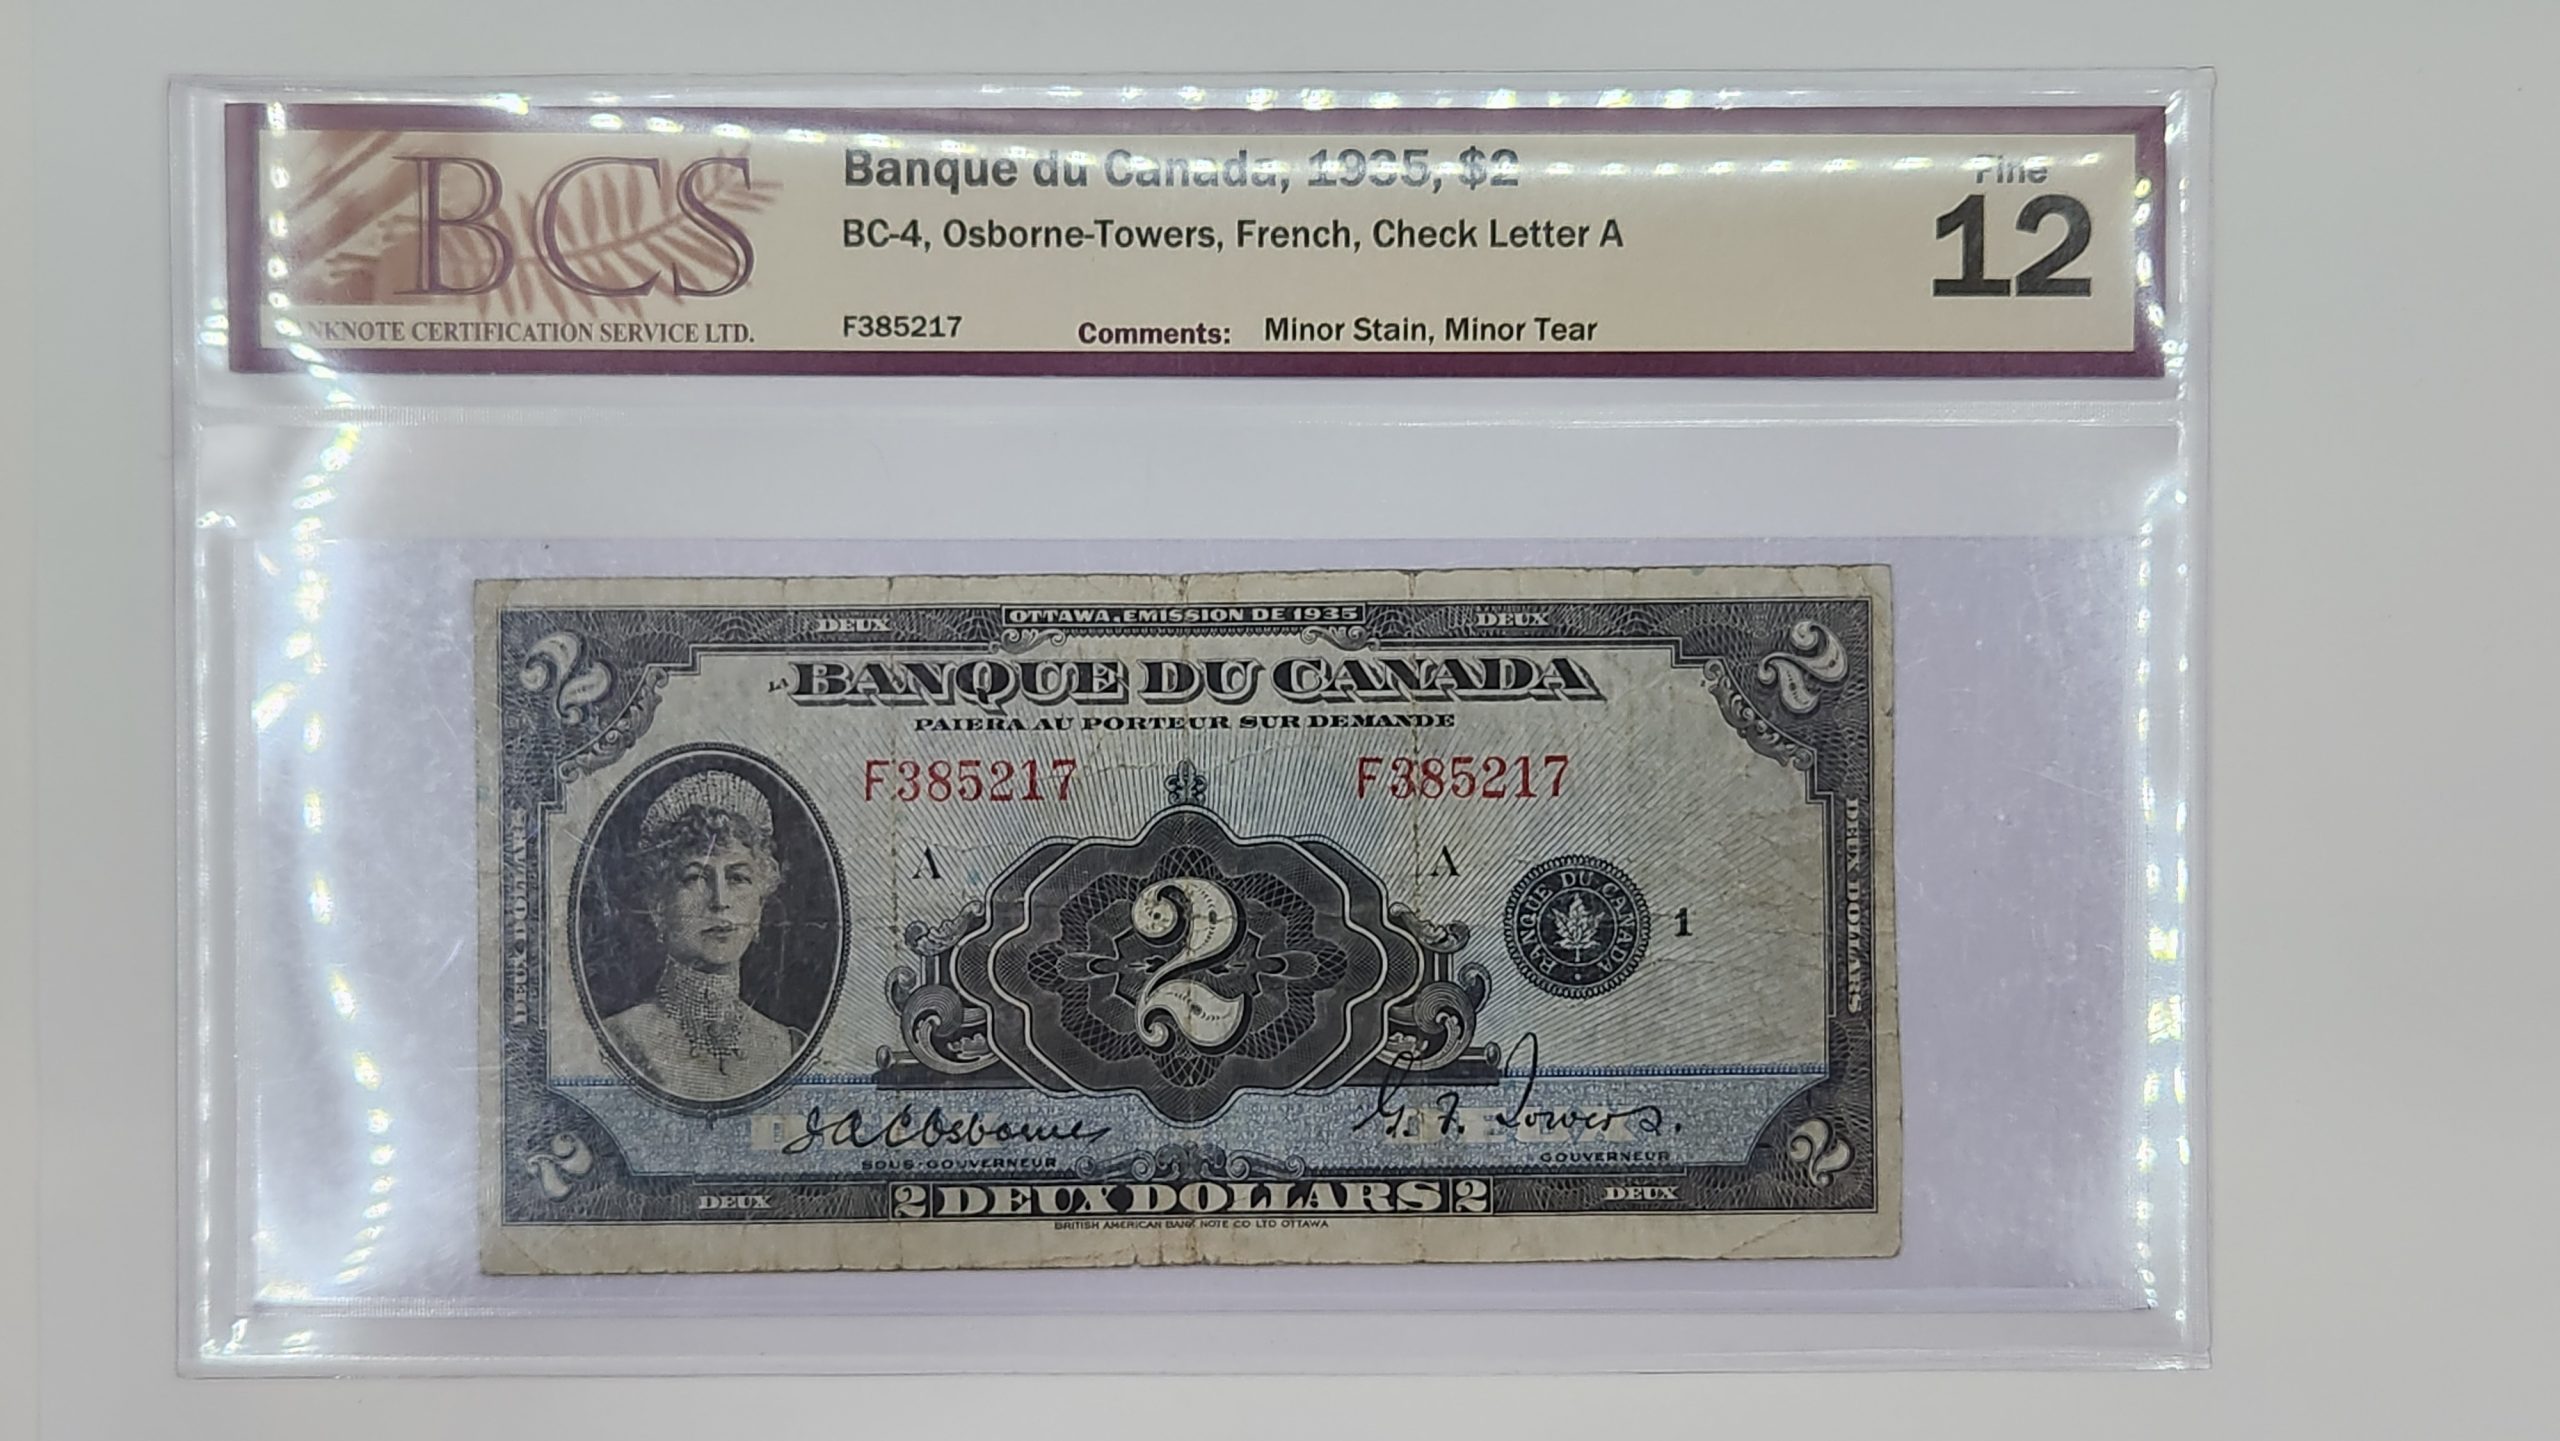 BCS
NKNOTE CERTIFICATION SERVICE LTD.
Banque du Canada, 1935, $2
BC-4, Osborne-Towers, French, Check Letter A
F385217 Comments: Minor Stain, Minor Tear
Fine
12
OTTAWA, EMISSION DE 1935
DEUX DEUX
2 2
LA BANQUE DU CANADA
PAIERA AU PORTEUR SUR DEMANDE
F385217 F385217
A A
2
BANQUE DU CANADA
1
DEUX DOLLARS
DEUX DOLLARS
J A C Osborne G. F. Towers.
SOUS-GOUVERNEUR GOUVERNEUR
2 2
DEUX 2 DEUX DOLLARS 2 DEUX
BRITISH AMERICAN BANK NOTE CO LTD OTTAWA